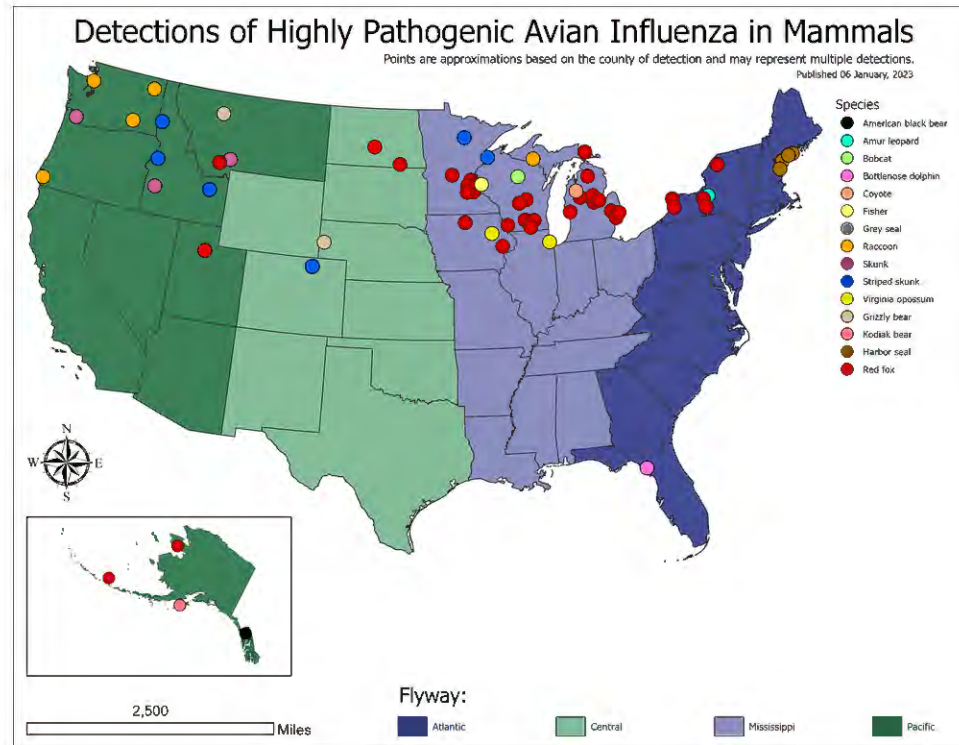 Detections of Highly Pathogenic Avian Influenza in Mammals
Points are approximations based on the county of detection and may represent multiple detections.
Published 06 January, 2023
Species
American black bear
Amur leopard
Bobcat
Bottlenose dolphin
Coyote
Fisher
Grey seal
Raccoon
Skunk
Striped skunk
Virginia opossum
Grizzly bear
Kodiak bear
Harbor seal
Red fox
N
W E
S
2,500
Miles
Flyway:
Atlantic Central Mississippi Pacific